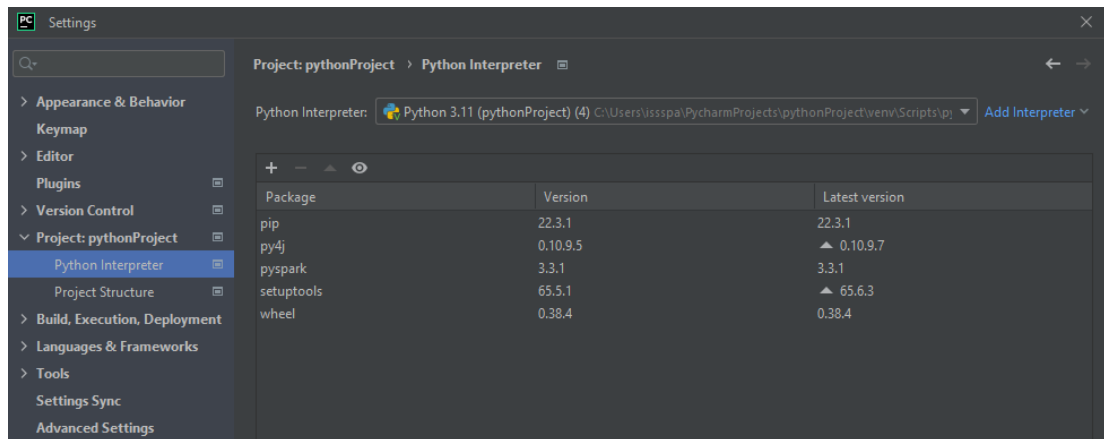 PC Settings
Project: pythonProject › Python Interpreter
Appearance & Behavior
Python Interpreter: Python 3.11 (pythonProject) (4) C:\Users\issspa\PycharmProjects\pythonProject\venv\Scripts\ Add Interpreter
Keymap
Editor
Plugins
Package Version Latest version
Version Control
pip 22.3.1 22.3.1
Project: pythonProject
py4j 0.10.9.5 0.10.9.7
Python Interpreter
pyspark 3.3.1 3.3.1
Project Structure
setuptools 65.5.1 65.6.3
Build, Execution, Deployment
wheel 0.38.4 0.38.4
Languages & Frameworks
Tools
Settings Sync
Advanced Settings